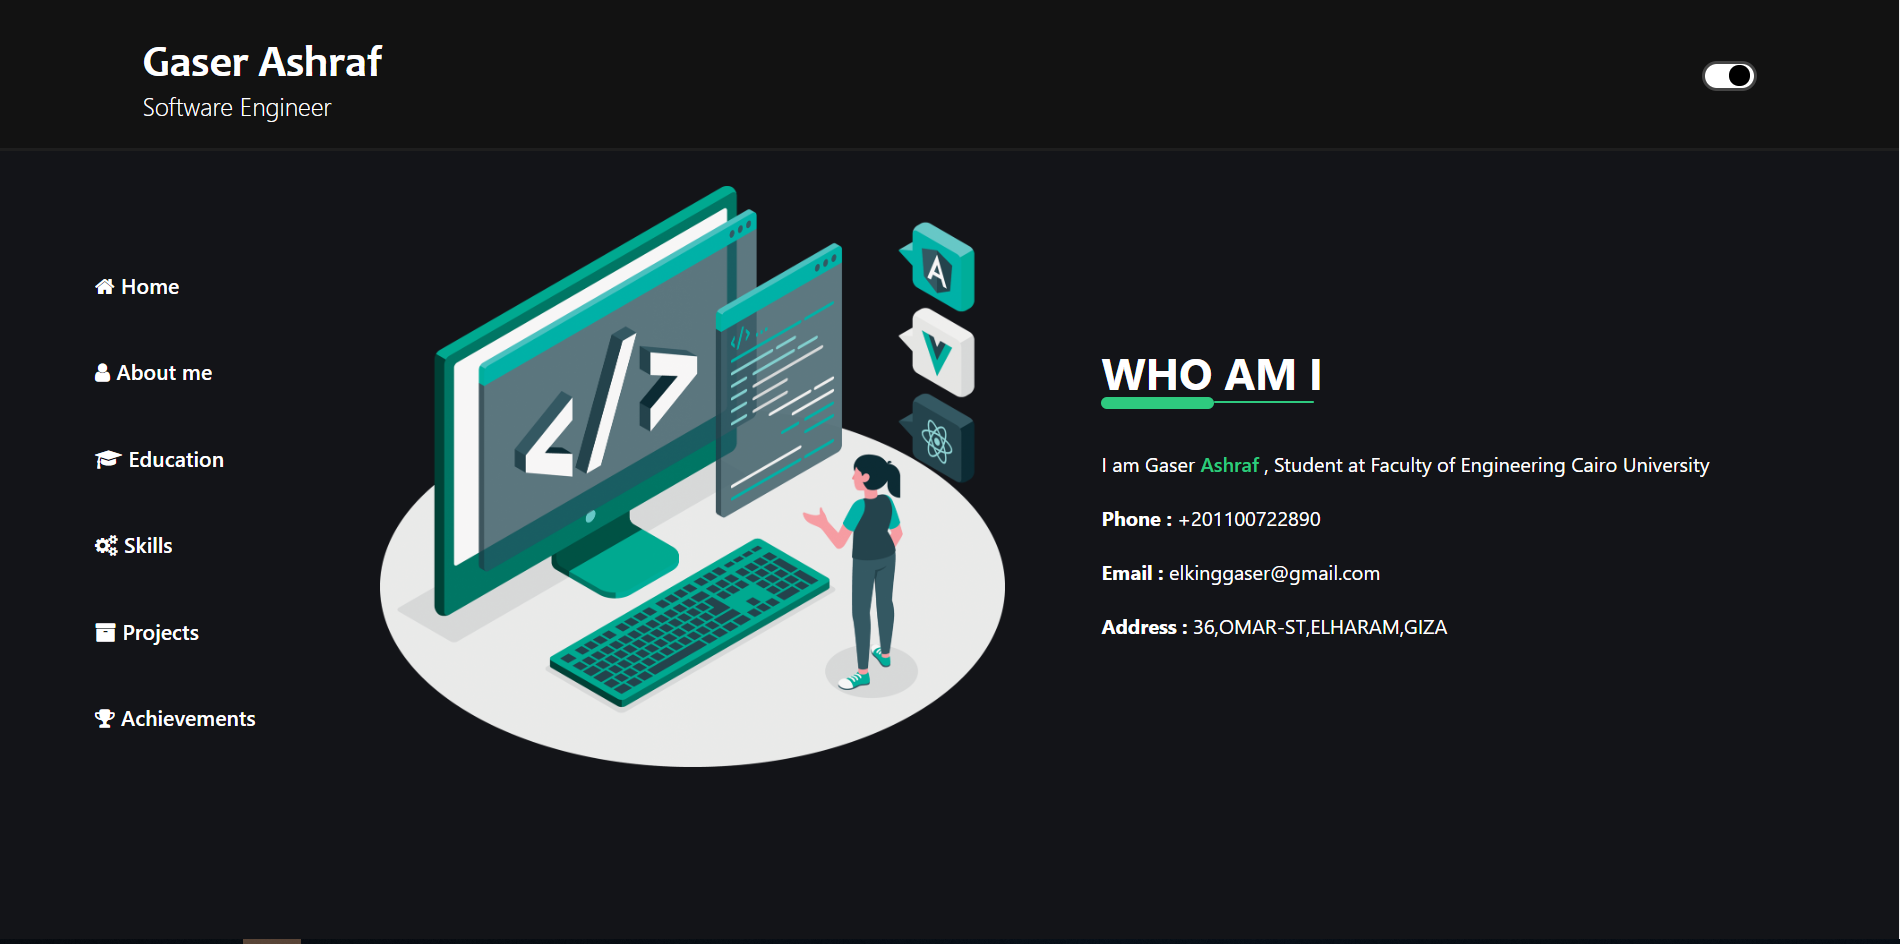 Gaser Ashraf
Software Engineer
Home
About me
Education
Skills
Projects
Achievements
</>
</>
A
V
WHO AM I
I am Gaser Ashraf , Student at Faculty of Engineering Cairo University
Phone : +201100722890
Email : elkinggaser@gmail.com
Address : 36,OMAR-ST,ELHARAM,GIZA